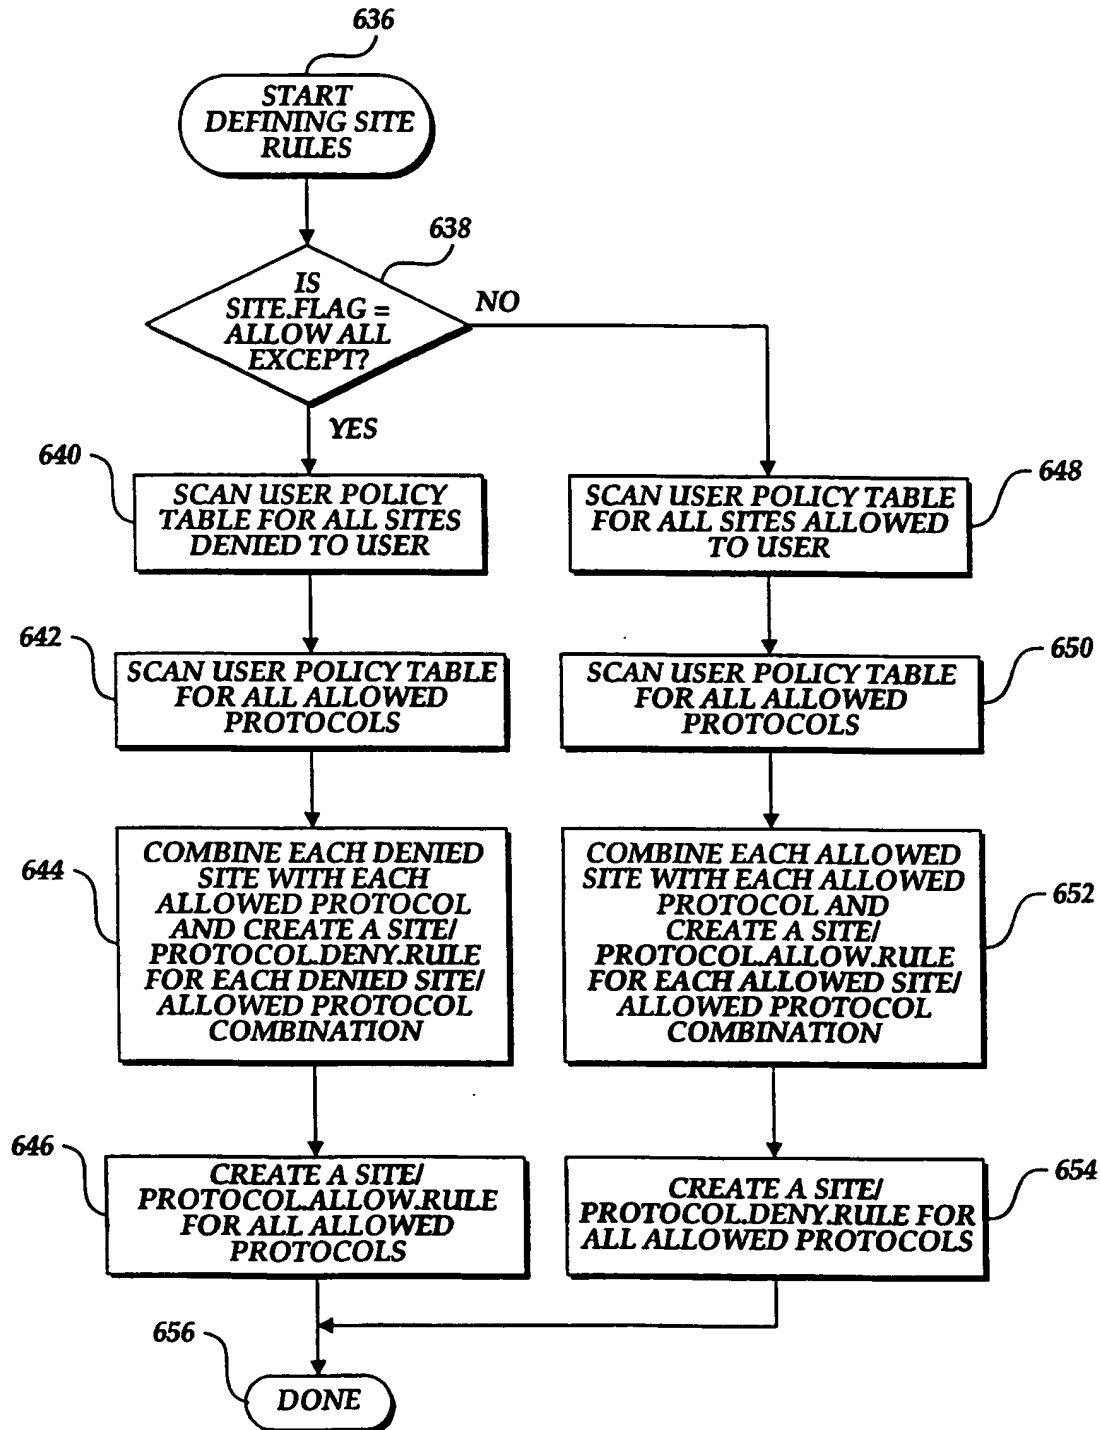 636
START
DEFINING SITE
RULES
638
IS
SITE.FLAG =
ALLOW ALL
EXCEPT?
NO
YES
640
SCAN USER POLICY
TABLE FOR ALL SITES
DENIED TO USER
648
SCAN USER POLICY TABLE
FOR ALL SITES ALLOWED
TO USER
642
SCAN USER POLICY TABLE
FOR ALL ALLOWED
PROTOCOLS
650
SCAN USER POLICY TABLE
FOR ALL ALLOWED
PROTOCOLS
644
COMBINE EACH DENIED
SITE WITH EACH
ALLOWED PROTOCOL
AND CREATE A SITE/
PROTOCOL.DENY.RULE
FOR EACH DENIED SITE/
ALLOWED PROTOCOL
COMBINATION
652
COMBINE EACH ALLOWED
SITE WITH EACH ALLOWED
PROTOCOL AND
CREATE A SITE/
PROTOCOL.ALLOW.RULE
FOR EACH ALLOWED SITE/
ALLOWED PROTOCOL
COMBINATION
646
CREATE A SITE/
PROTOCOL.ALLOW.RULE
FOR ALL ALLOWED
PROTOCOLS
654
CREATE A SITE/
PROTOCOL.DENY.RULE FOR
ALL ALLOWED PROTOCOLS
656
DONE